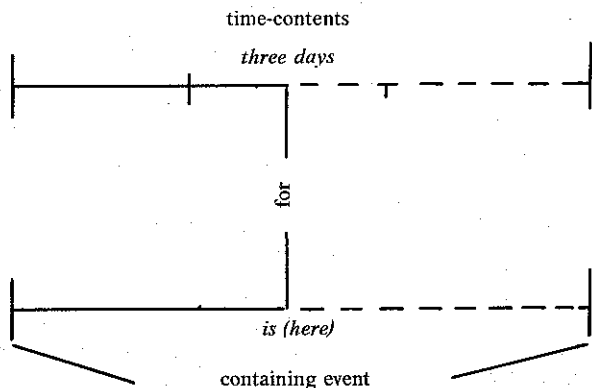 time-contents
three days
for
is (here)
containing event